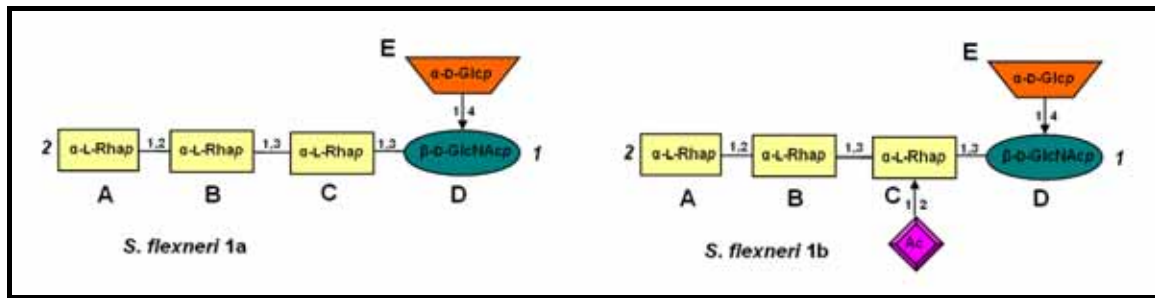 E
α-D-Glcp
1 4
2 α-L-Rhap 1,2 α-L-Rhap 1,3 α-L-Rhap 1,3 β-D-GlcNAcp 1
A B C D
S. flexneri 1a
E
α-D-Glcp
1 4
2 α-L-Rhap 1,2 α-L-Rhap 1,3 α-L-Rhap 1,3 β-D-GlcNAcp 1
A B C D
1 2
Ac
S. flexneri 1b